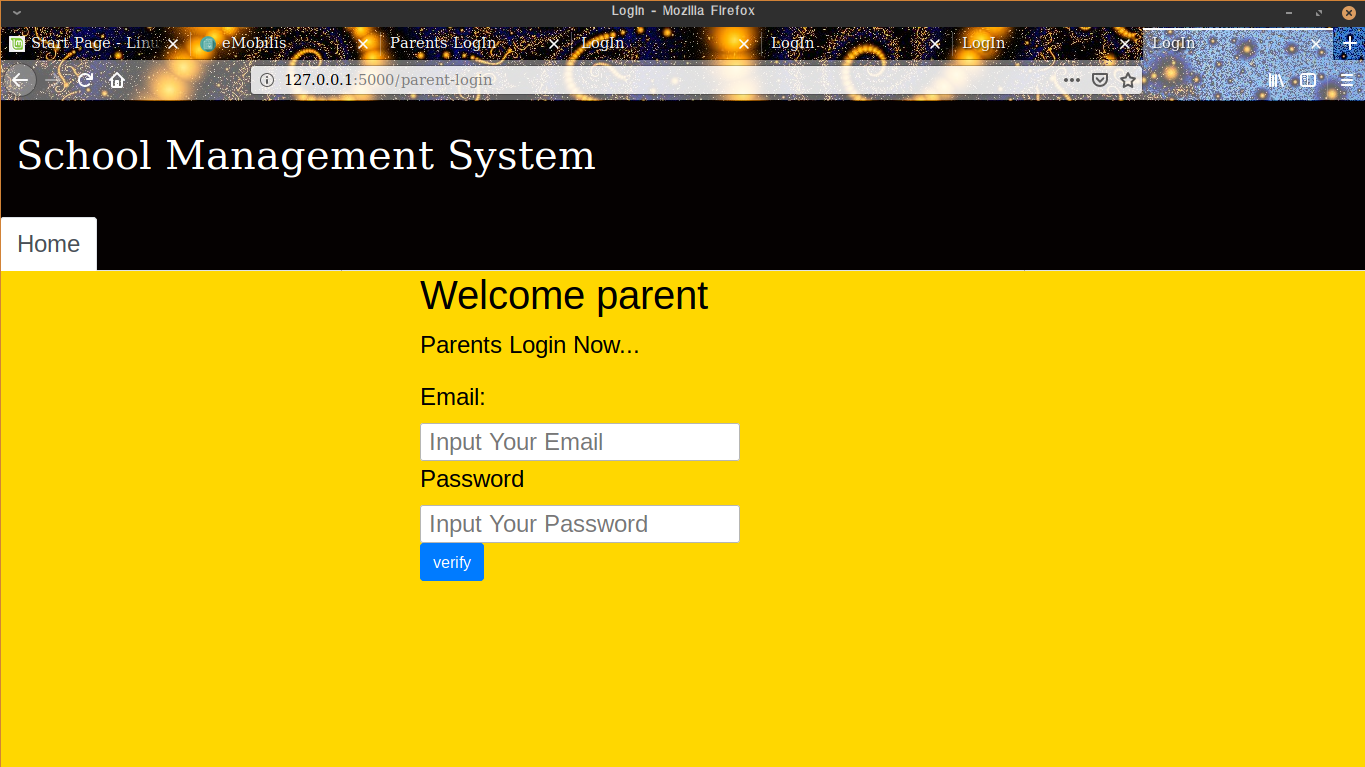 LogIn - Mozilla Firefox
Start Page - Linu
eMobilis
Parents LogIn
LogIn
LogIn
LogIn
LogIn
127.0.0.1:5000/parent-login
School Management System
Home
Welcome parent
Parents Login Now...
Email:
Input Your Email
Password
Input Your Password
verify